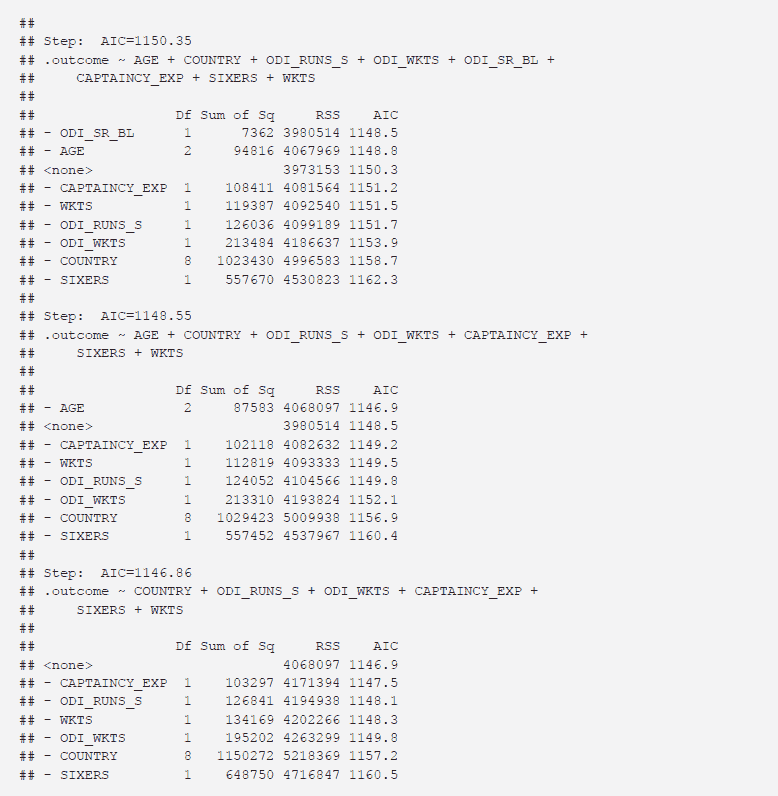 ##
## Step:  AIC=1150.35
## .outcome ~ AGE + COUNTRY + ODI_RUNS_S + ODI_WKTS + ODI_SR_BL +
##     CAPTAINCY_EXP + SIXERS + WKTS
##
##                 Df Sum of Sq     RSS    AIC
## - ODI_SR_BL      1      7362 3980514 1148.5
## - AGE            2     94816 4067969 1148.8
## <none>                       3973153 1150.3
## - CAPTAINCY_EXP  1    108411 4081564 1151.2
## - WKTS           1    119387 4092540 1151.5
## - ODI_RUNS_S     1    126036 4099189 1151.7
## - ODI_WKTS       1    213484 4186637 1153.9
## - COUNTRY        8   1023430 4996583 1158.7
## - SIXERS         1    557670 4530823 1162.3
##
## Step:  AIC=1148.55
## .outcome ~ AGE + COUNTRY + ODI_RUNS_S + ODI_WKTS + CAPTAINCY_EXP +
##     SIXERS + WKTS
##
##                 Df Sum of Sq     RSS    AIC
## - AGE            2     87583 4068097 1146.9
## <none>                       3980514 1148.5
## - CAPTAINCY_EXP  1    102118 4082632 1149.2
## - WKTS           1    112819 4093333 1149.5
## - ODI_RUNS_S     1    124052 4104566 1149.8
## - ODI_WKTS       1    213310 4193824 1152.1
## - COUNTRY        8   1029423 5009938 1156.9
## - SIXERS         1    557452 4537967 1160.4
##
## Step:  AIC=1146.86
## .outcome ~ COUNTRY + ODI_RUNS_S + ODI_WKTS + CAPTAINCY_EXP +
##     SIXERS + WKTS
##
##                 Df Sum of Sq     RSS    AIC
## <none>                       4068097 1146.9
## - CAPTAINCY_EXP  1    103297 4171394 1147.5
## - ODI_RUNS_S     1    126841 4194938 1148.1
## - WKTS           1    134169 4202266 1148.3
## - ODI_WKTS       1    195202 4263299 1149.8
## - COUNTRY        8   1150272 5218369 1157.2
## - SIXERS         1    648750 4716847 1160.5